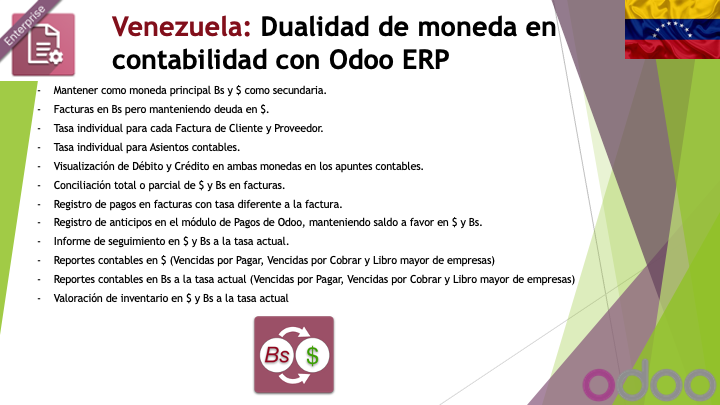 Enterprise
Venezuela: Dualidad de moneda en
contabilidad con Odoo ERP
- Mantener como moneda principal Bs y $ como secundaria.
- Facturas en Bs pero manteniendo deuda en $.
- Tasa individual para cada Factura de Cliente y Proveedor.
- Tasa individual para Asientos contables.
- Visualización de Débito y Crédito en ambas monedas en los apuntes contables.
- Conciliación total o parcial de $ y Bs en facturas.
- Registro de pagos en facturas con tasa diferente a la factura.
- Registro de anticipos en el módulo de Pagos de Odoo, manteniendo saldo a favor en $ y Bs.
- Informe de seguimiento en $ y Bs a la tasa actual.
- Reportes contables en $ (Vencidas por Pagar, Vencidas por Cobrar y Libro mayor de empresas)
- Reportes contables en Bs a la tasa actual (Vencidas por Pagar, Vencidas por Cobrar y Libro mayor de empresas)
- Valoración de inventario en $ y Bs a la tasa actual
Bs $
odoo